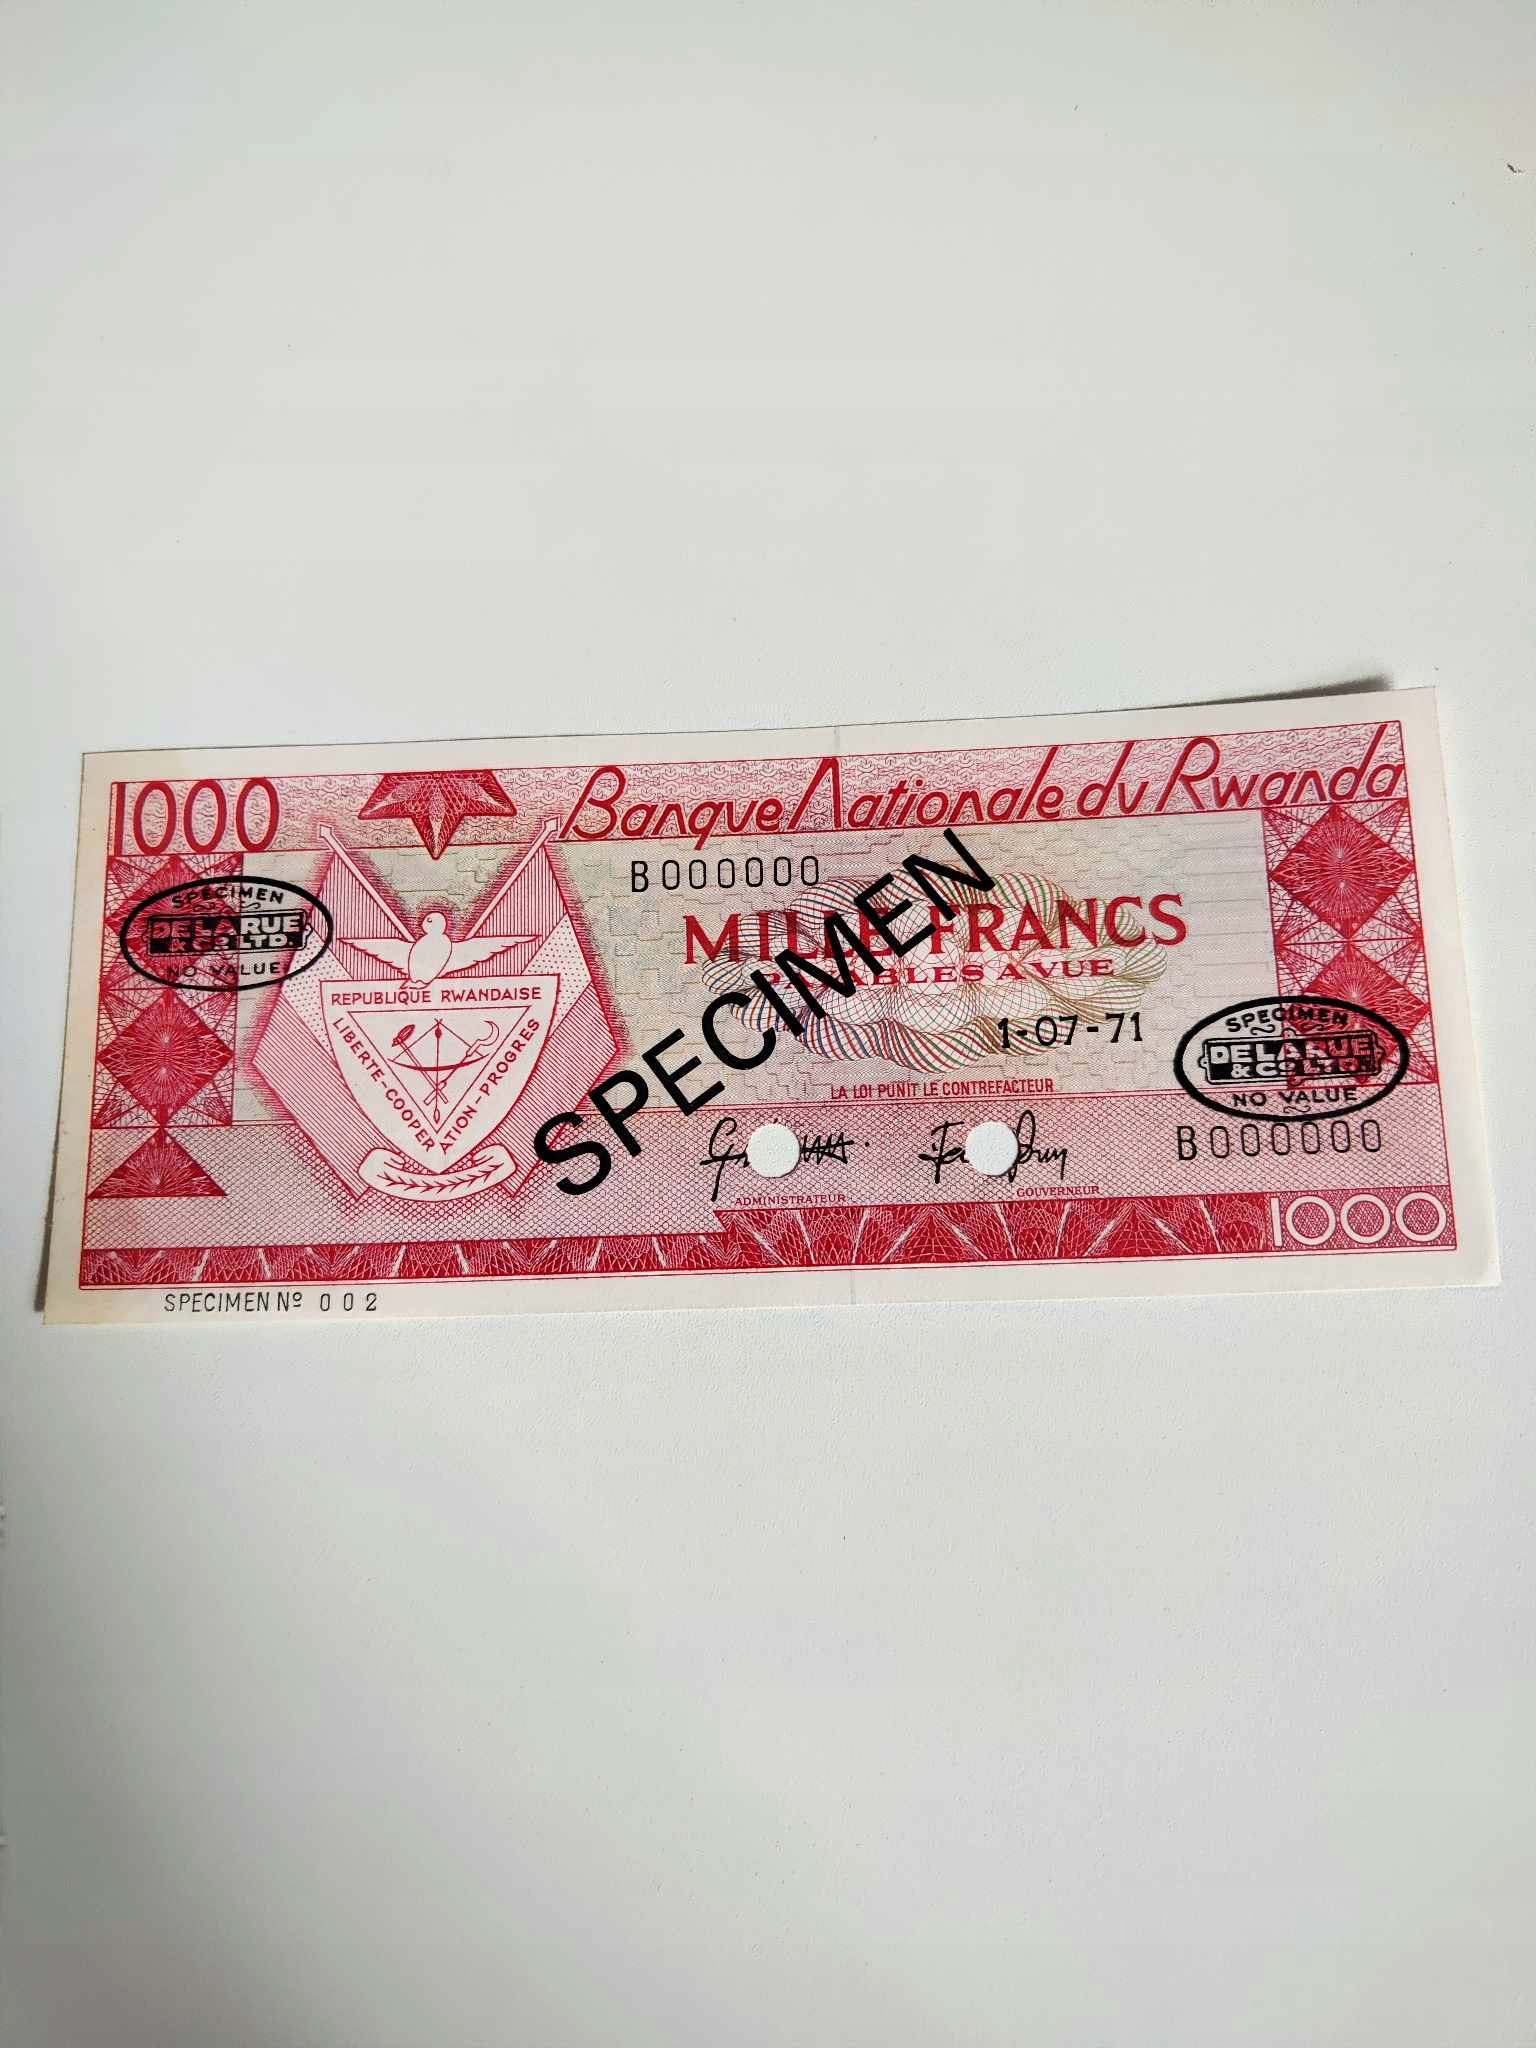 1000
Banque Nationale du Rwanda
B000000
SPECIMEN
DE LA RUE
& CO LTD.
NO VALUE
MILLE FRANCS
PAYABLES A VUE
SPECIMEN
REPUBLIQUE RWANDAISE
LIBERTE-COOPERATION-PROGRES
1-07-71
SPECIMEN
DE LA RUE
& CO LTD.
NO VALUE
LA LOI PUNIT LE CONTREFACTEUR
B000000
ADMINISTRATEUR
GOUVERNEUR
1000
SPECIMEN Nº 002